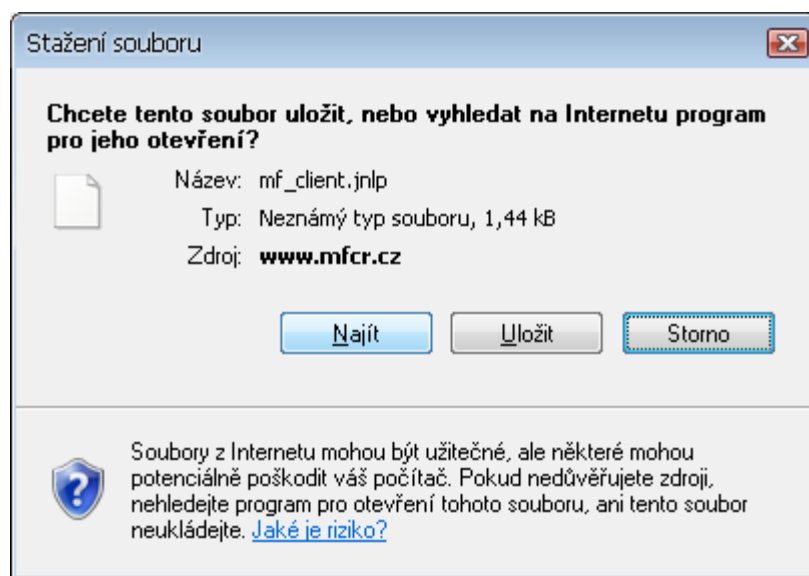 Stažení souboru
Chcete tento soubor uložit, nebo vyhledat na Internetu program
pro jeho otevření?
Název: mf_client.jnlp
Typ: Neznámý typ souboru, 1,44 kB
Zdroj: www.mfcr.cz
Najít Uložit Storno
Soubory z Internetu mohou být užitečné, ale některé mohou
potenciálně poškodit váš počítač. Pokud nedůvěřujete zdroji,
nehledejte program pro otevření tohoto souboru, ani tento soubor
neukládejte. Jaké je riziko?